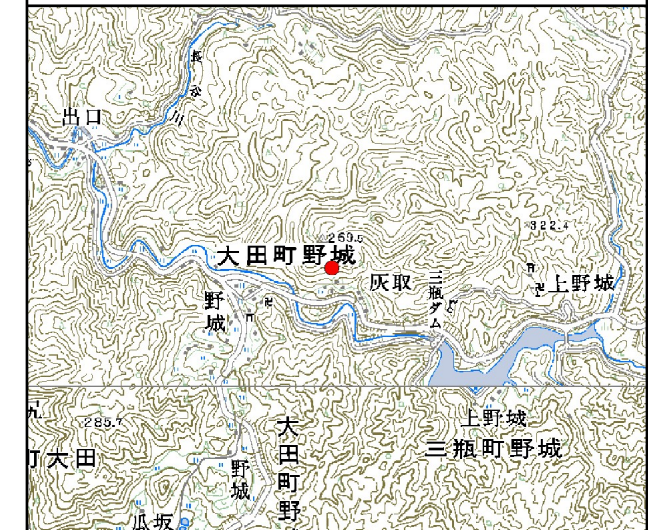 長谷川
出口
259.5
322.4
大田町野城
灰取
三瓶ダム
上野城
野城
285.7
大田
上野城
三瓶町野城
大田町野
野城
瓜坂